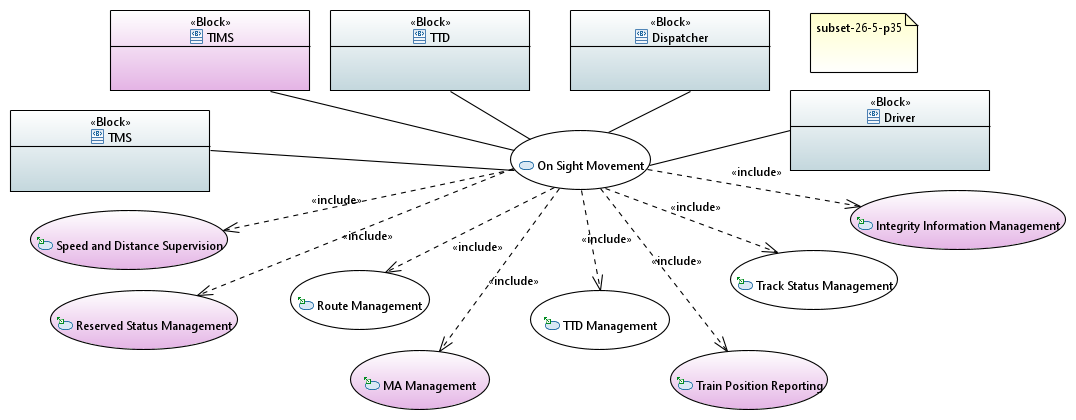 «Block»
TIMS
«Block»
TTD
«Block»
Dispatcher
subset-26-5-p35
«Block»
TMS
«Block»
Driver
On Sight Movement
«include»
«include»
«include»
«include»
«include»
«include»
«include»
«include»
Speed and Distance Supervision
Integrity Information Management
Reserved Status Management
Route Management
TTD Management
Track Status Management
MA Management
Train Position Reporting